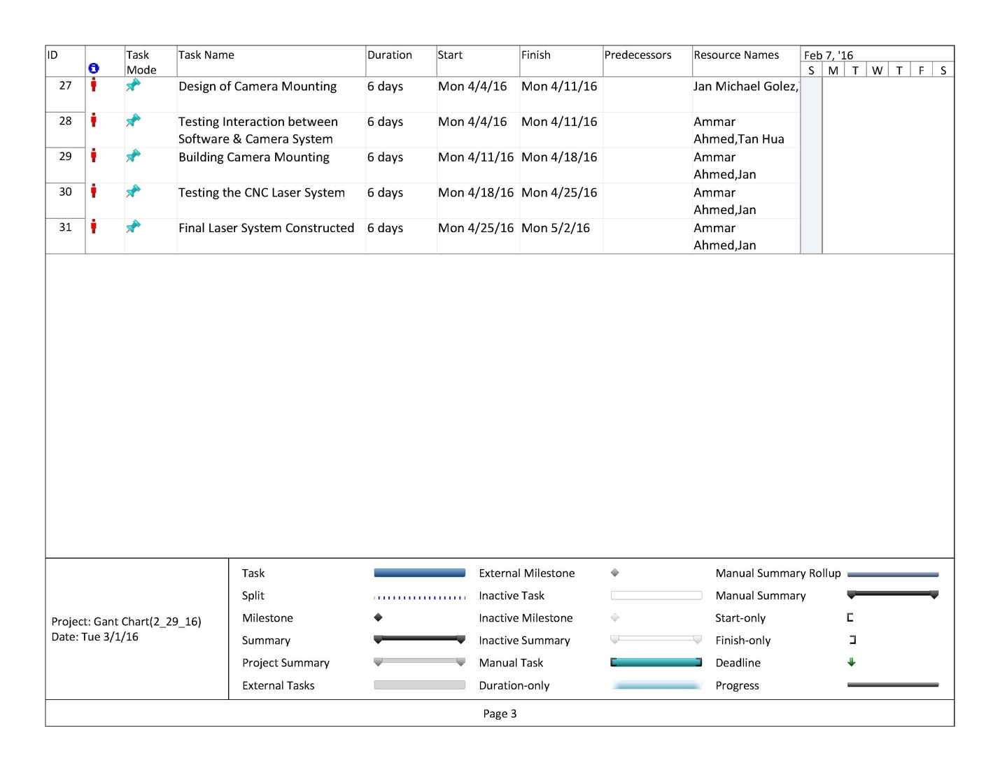 ID Task Mode Task Name Duration Start Finish Predecessors Resource Names Feb 7, '16
S M T W T F S
27 Design of Camera Mounting 6 days Mon 4/4/16 Mon 4/11/16 Jan Michael Golez,
28 Testing Interaction between Software & Camera System 6 days Mon 4/4/16 Mon 4/11/16 Ammar Ahmed,Tan Hua
29 Building Camera Mounting 6 days Mon 4/11/16 Mon 4/18/16 Ammar Ahmed,Jan
30 Testing the CNC Laser System 6 days Mon 4/18/16 Mon 4/25/16 Ammar Ahmed,Jan
31 Final Laser System Constructed 6 days Mon 4/25/16 Mon 5/2/16 Ammar Ahmed,Jan
Project: Gant Chart(2_29_16)
Date: Tue 3/1/16
Task
Split
Milestone
Summary
Project Summary
External Tasks
External Milestone
Inactive Task
Inactive Milestone
Inactive Summary
Manual Task
Duration-only
Manual Summary Rollup
Manual Summary
Start-only
Finish-only
Deadline
Progress
Page 3